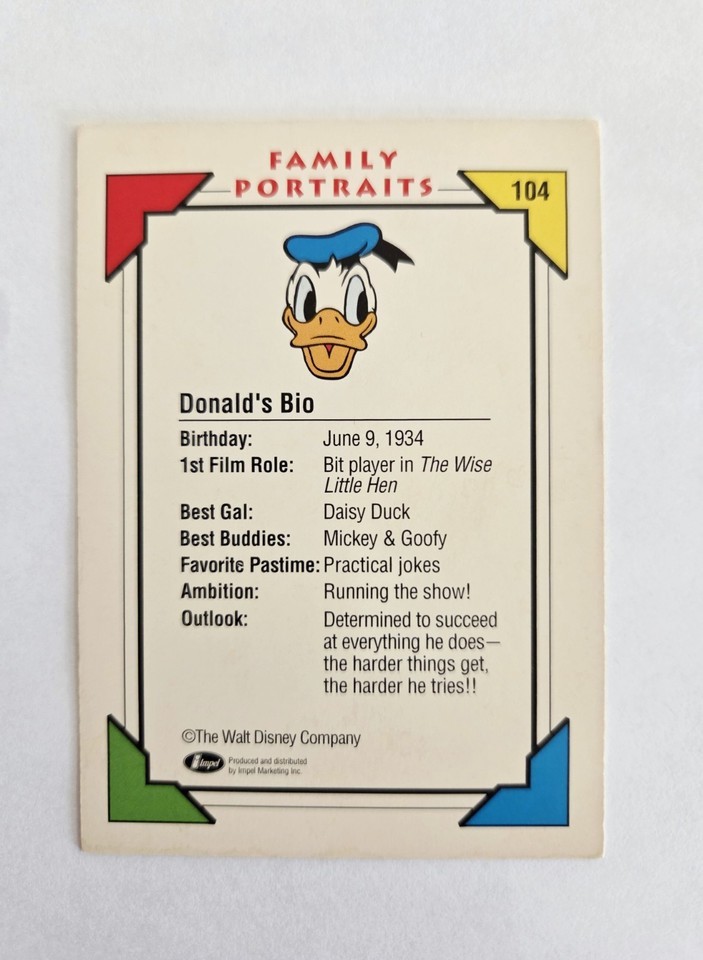 FAMILY
PORTRAITS
104
Donald's Bio
Birthday: June 9, 1934
1st Film Role: Bit player in The Wise
Little Hen
Best Gal: Daisy Duck
Best Buddies: Mickey & Goofy
Favorite Pastime: Practical jokes
Ambition: Running the show!
Outlook: Determined to succeed
at everything he does—
the harder things get,
the harder he tries!!
©The Walt Disney Company
Impel
Produced and distributed
by Impel Marketing Inc.